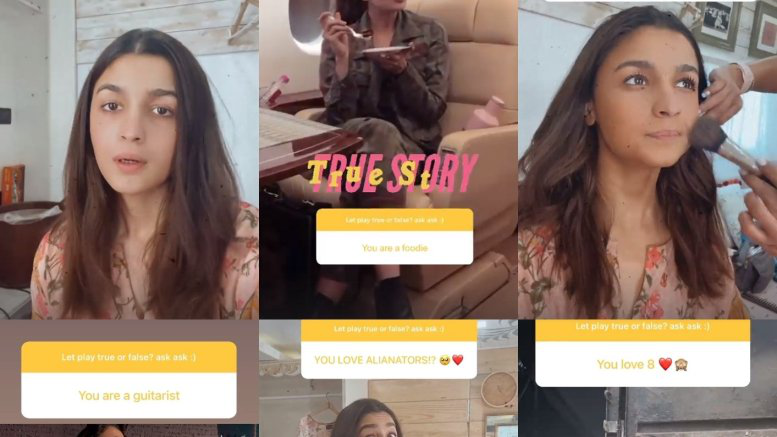 TRUE STORY
True St
Let play true or false? ask ask :)
You are a foodie
Let play true or false? ask ask :)
You are a guitarist
Let play true or false? ask ask :)
YOU LOVE ALIANATORS!? 🥺❤️
Let play true or false? ask ask :)
You love 8 ❤️🙈